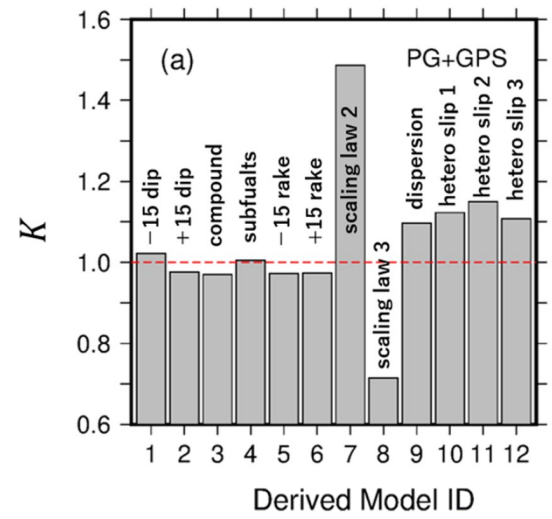 1.6
1.4
1.2
1.0
0.8
0.6
K
(a)
PG+GPS
−15 dip
+15 dip
compound
subfualts
−15 rake
+15 rake
scaling law 2
scaling law 3
dispersion
hetero slip 1
hetero slip 2
hetero slip 3
1 2 3 4 5 6 7 8 9 10 11 12
Derived Model ID